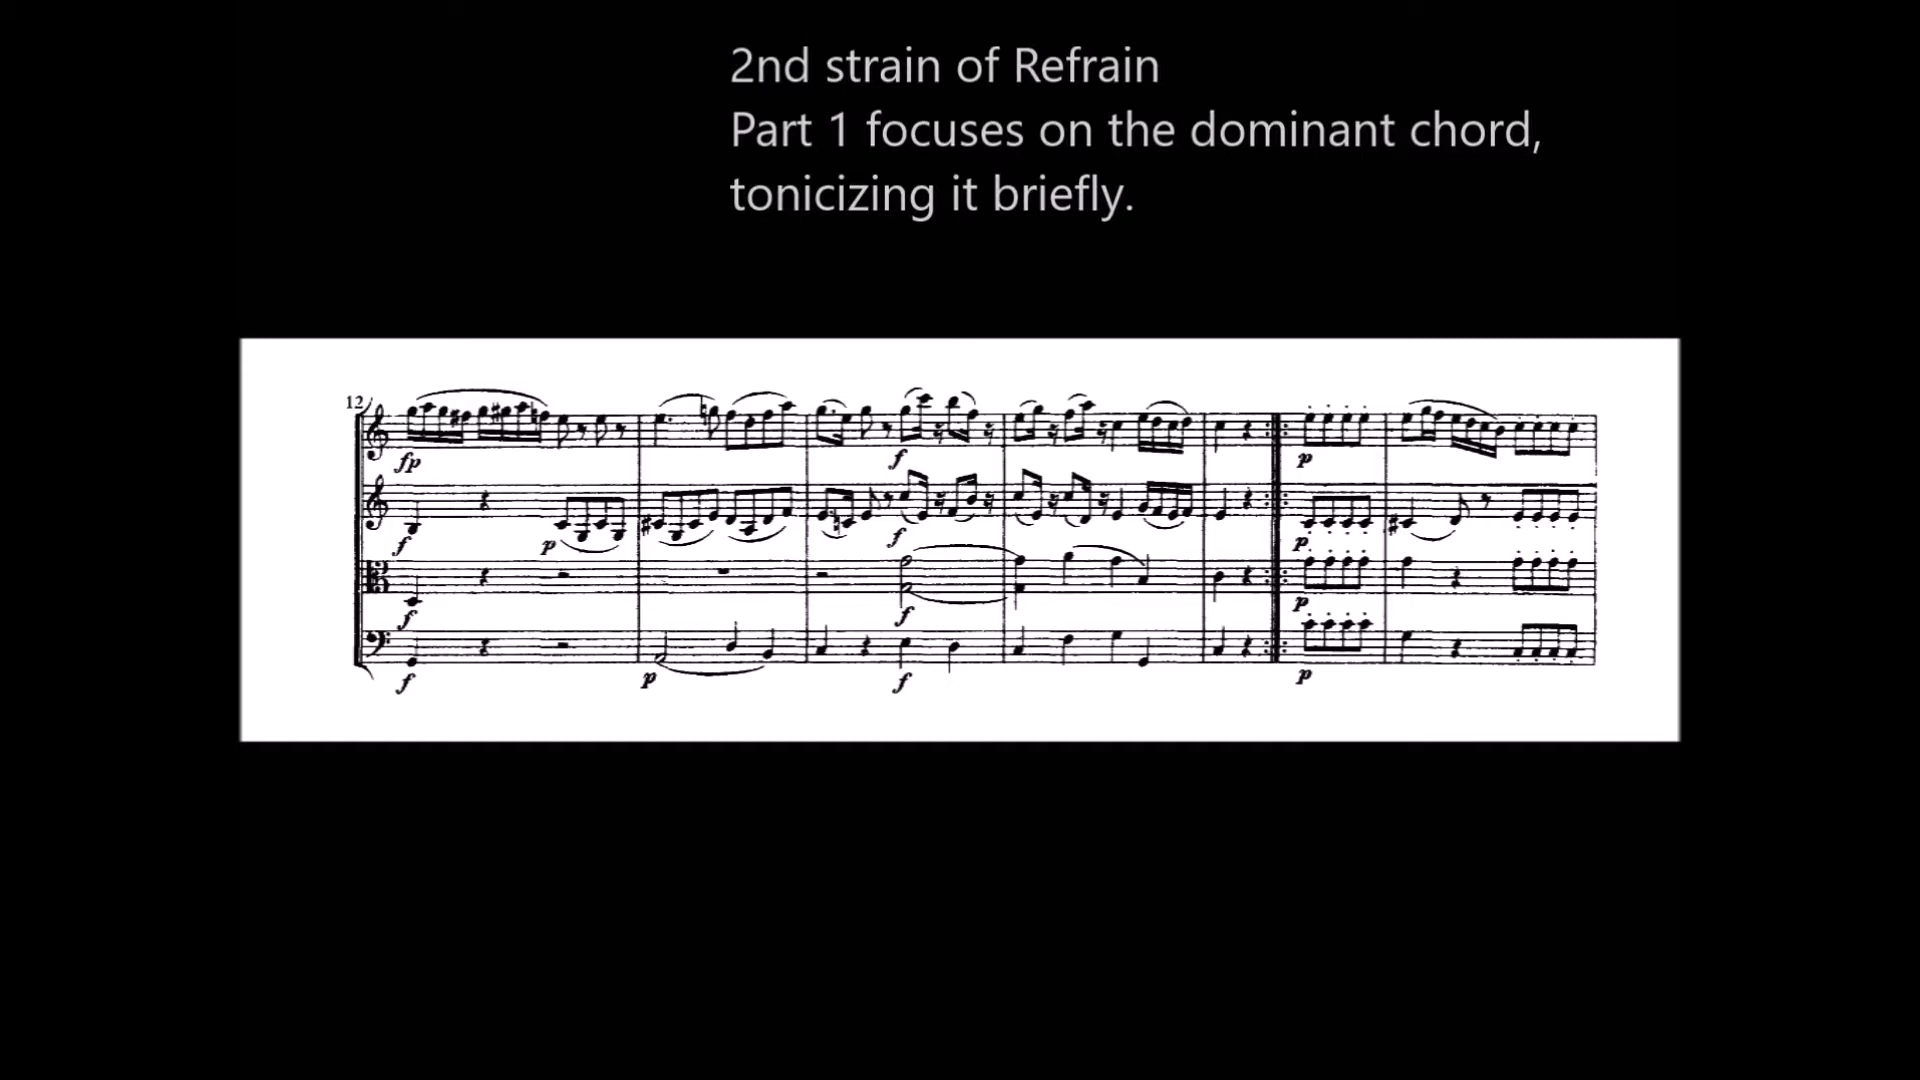 2nd strain of Refrain
Part 1 focuses on the dominant chord,
tonicizing it briefly.
12
fp
f
f
p
f
f
f
f
p
f
p
p
p
p